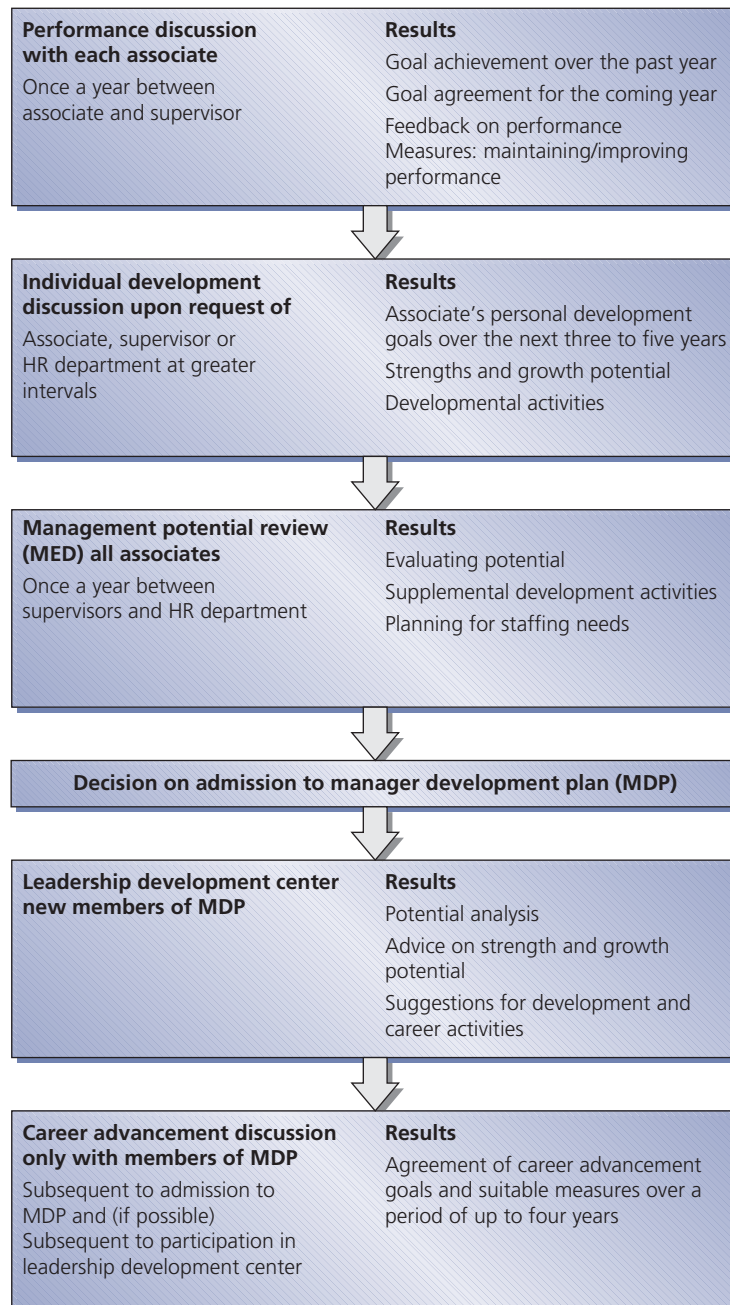 Performance discussion
with each associate
Once a year between
associate and supervisor
Results
Goal achievement over the past year
Goal agreement for the coming year
Feedback on performance
Measures: maintaining/improving
performance
Individual development
discussion upon request of
Associate, supervisor or
HR department at greater
intervals
Results
Associate's personal development
goals over the next three to five years
Strengths and growth potential
Developmental activities
Management potential review
(MED) all associates
Once a year between
supervisors and HR department
Results
Evaluating potential
Supplemental development activities
Planning for staffing needs
Decision on admission to manager development plan (MDP)
Leadership development center
new members of MDP
Results
Potential analysis
Advice on strength and growth
potential
Suggestions for development and
career activities
Career advancement discussion
only with members of MDP
Subsequent to admission to
MDP and (if possible)
Subsequent to participation in
leadership development center
Results
Agreement of career advancement
goals and suitable measures over a
period of up to four years